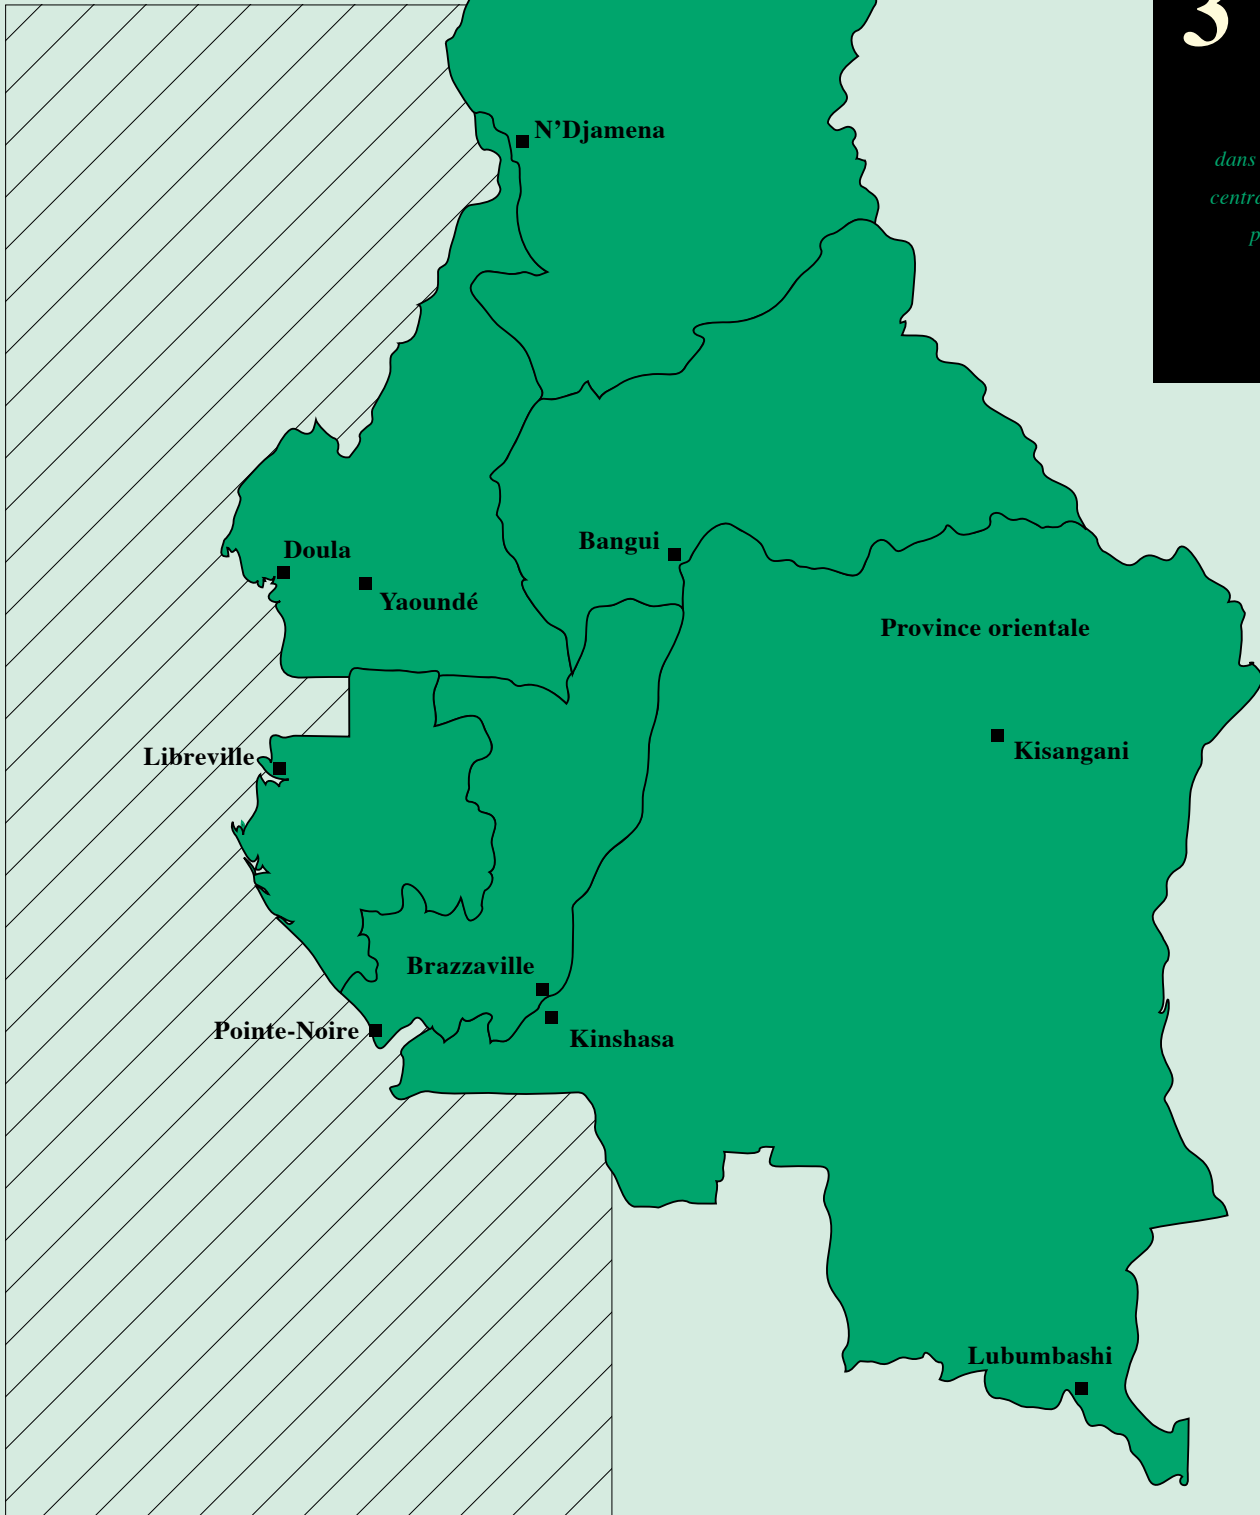 3
N’Djamena
dans
Bangui
Doula
Yaoundé
Province orientale
Kisangani
Libreville
Brazzaville
Pointe-Noire
Kinshasa
Lubumbashi